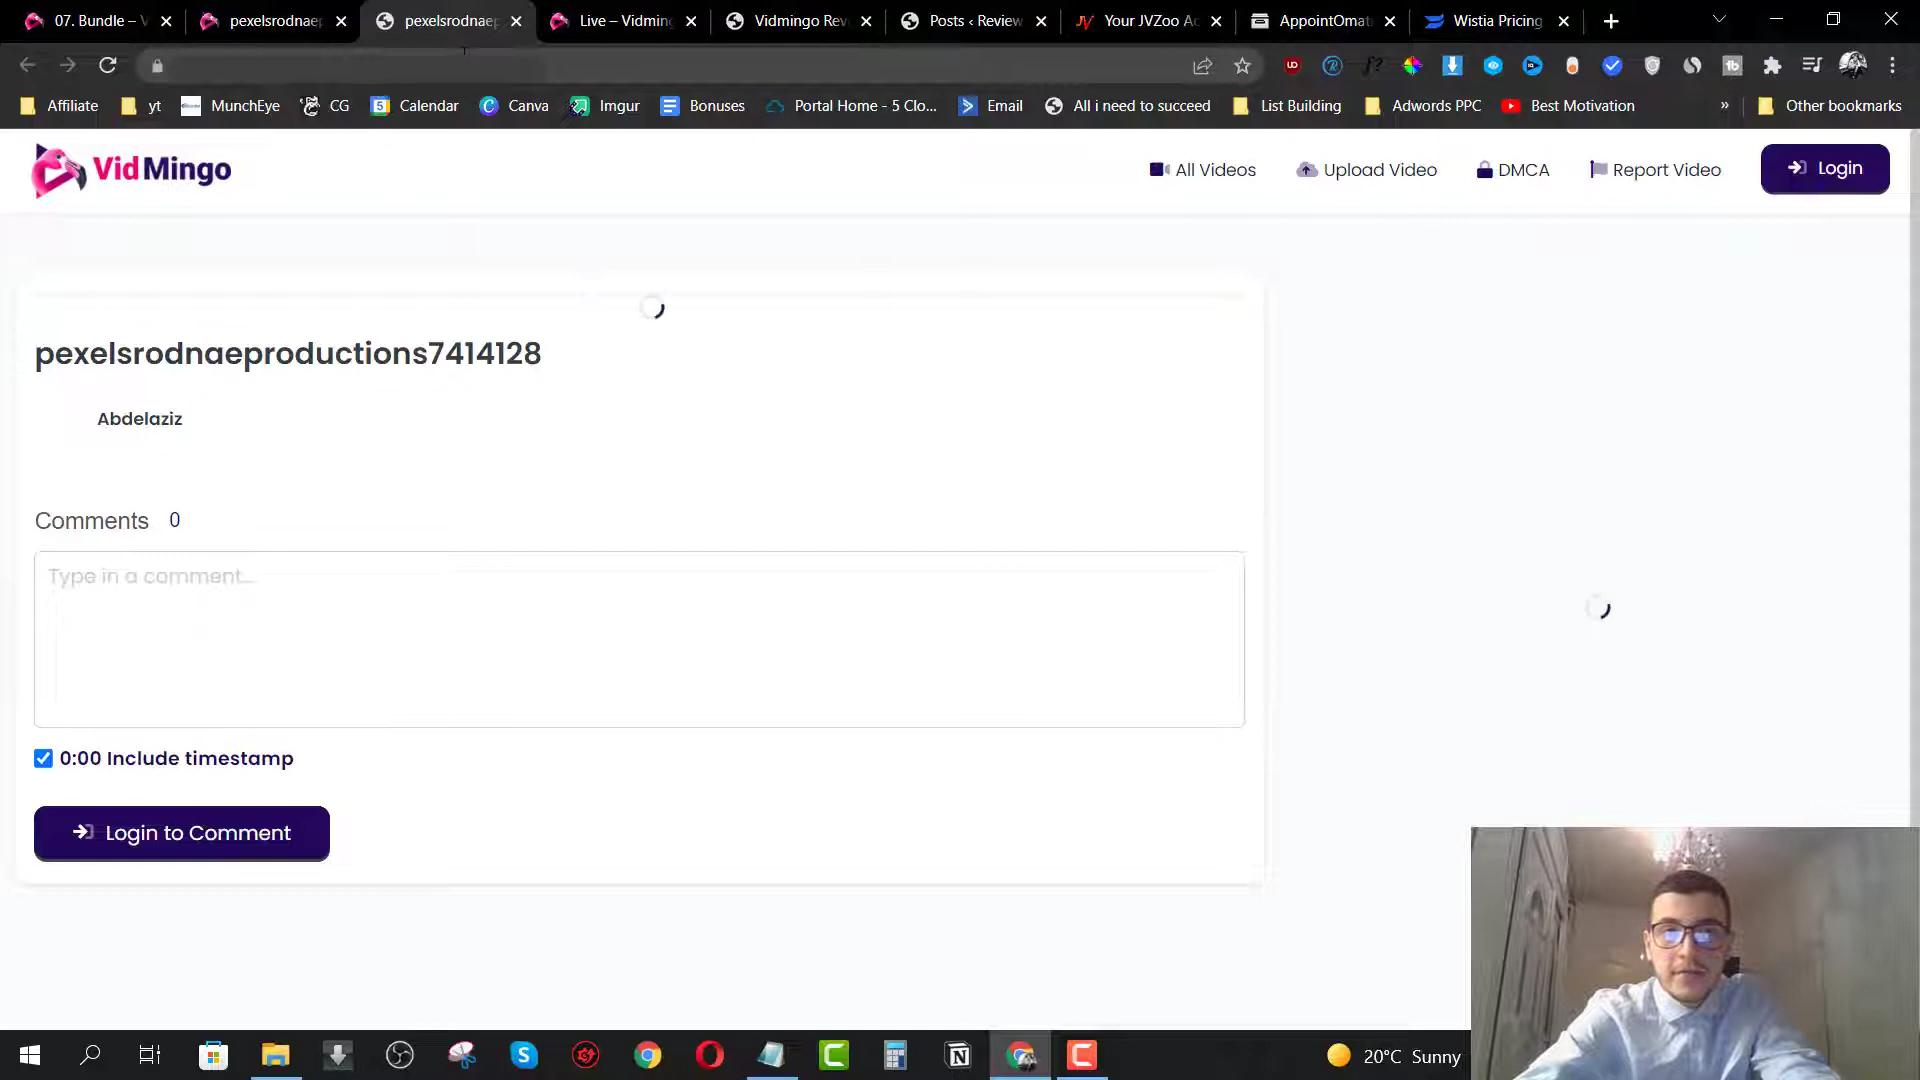 07. Bundle – V
pexelsrodnaep
pexelsrodnaep
Live – Vidming
Vidmingo Rev
Posts ‹ Review
Your JVZoo Ac
AppointOmat
Wistia Pricing
Affiliate
yt
MunchEye
CG
Calendar
Canva
Imgur
Bonuses
Portal Home - 5 Clo...
Email
All i need to succeed
List Building
Adwords PPC
Best Motivation
»
Other bookmarks
VidMingo
All Videos
Upload Video
DMCA
Report Video
Login
pexelsrodnaeproductions7414128
Abdelaziz
Comments 0
Type in a comment...
0:00 Include timestamp
Login to Comment
20°C Sunny